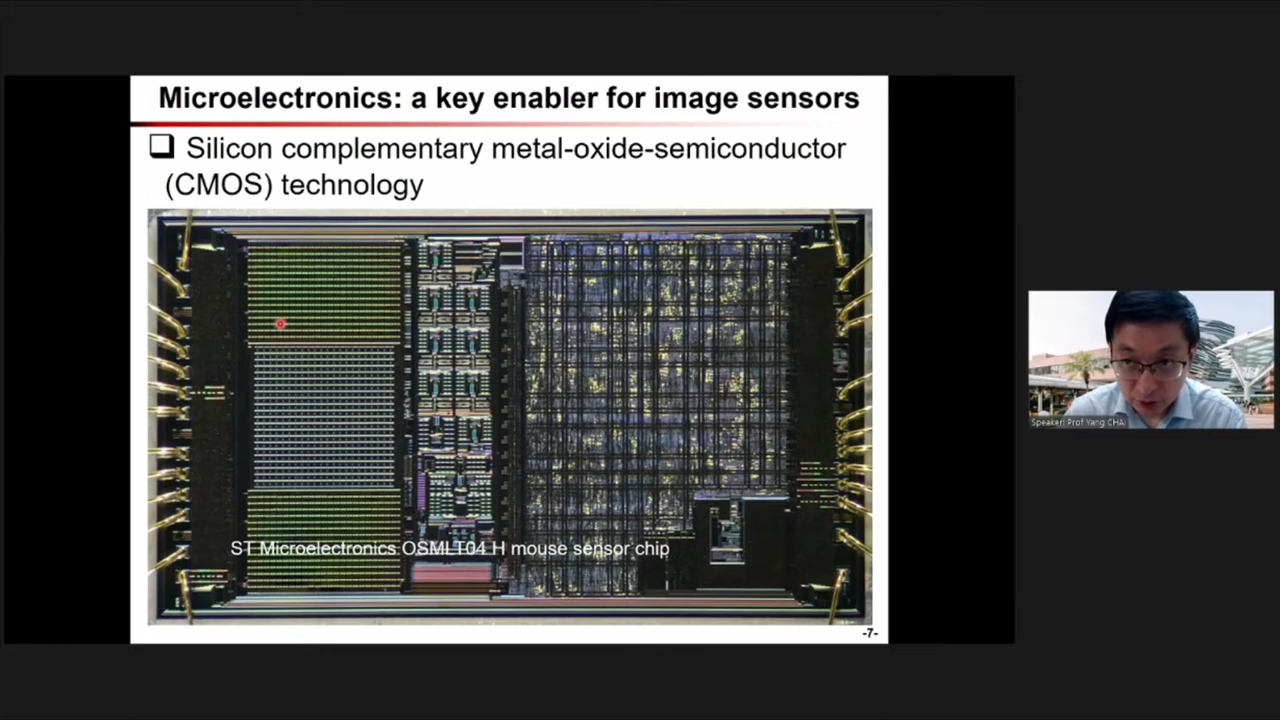 Microelectronics: a key enabler for image sensors
❑ Silicon complementary metal-oxide-semiconductor
(CMOS) technology
ST Microelectronics OSMLT04 H mouse sensor chip
-7-
Speaker: Prof Yang CHAI